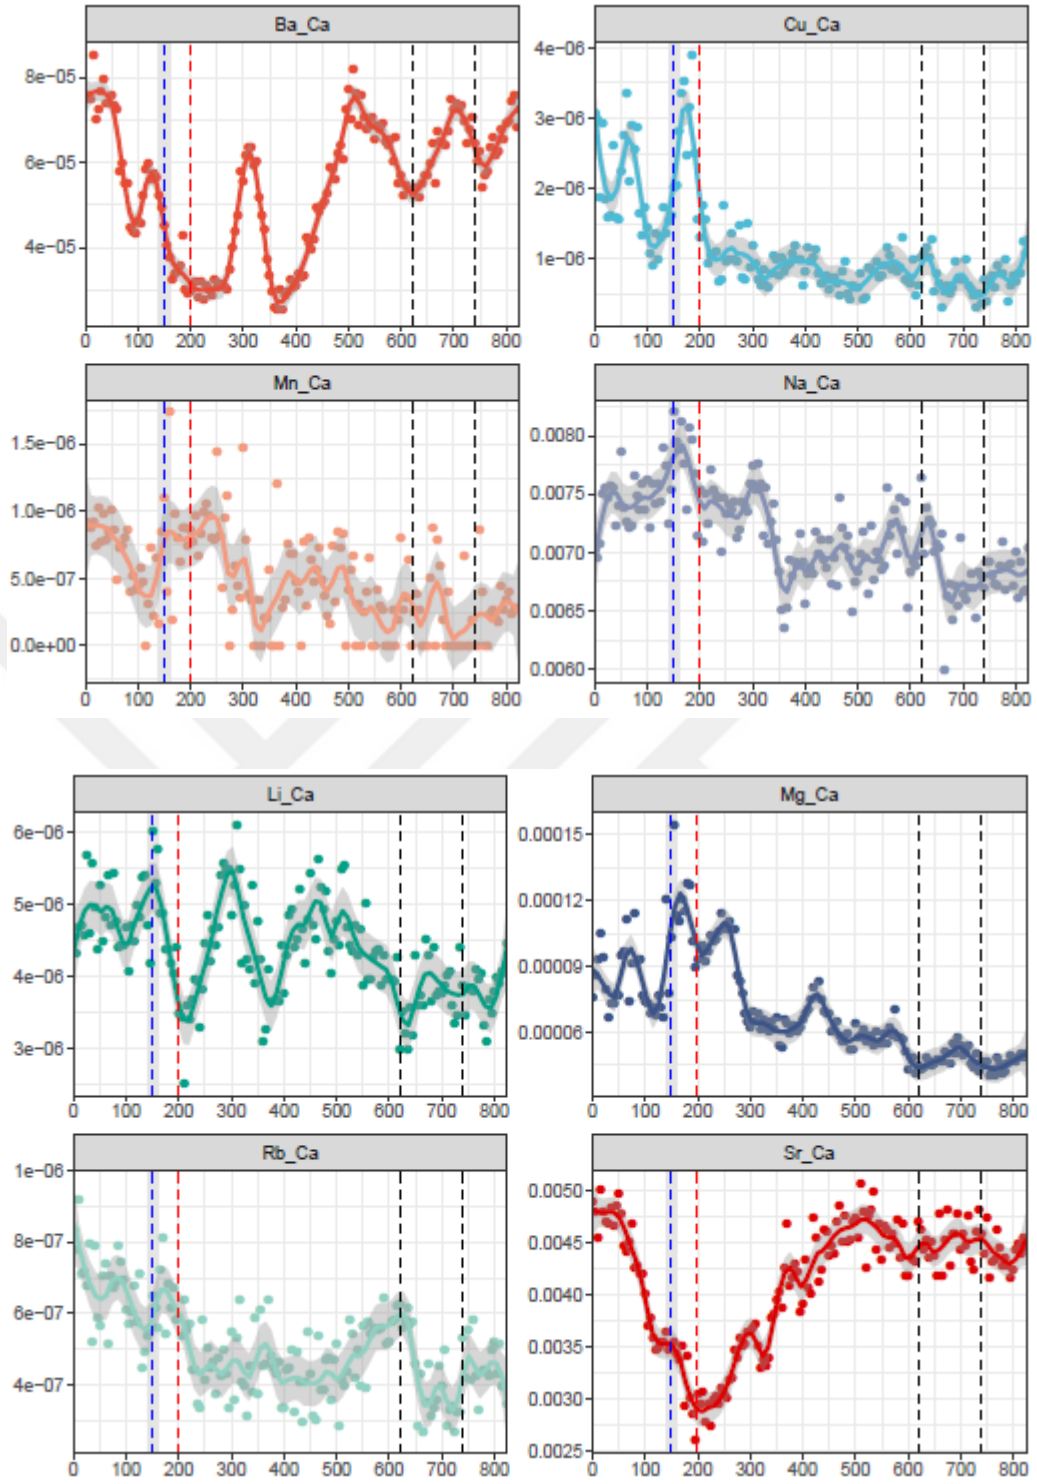 Ba_Ca
Cu_Ca
8e-05
6e-05
4e-05
4e-06
3e-06
2e-06
1e-06
0 100 200 300 400 500 600 700 800
0 100 200 300 400 500 600 700 800
Mn_Ca
Na_Ca
1.5e-06
1.0e-06
5.0e-07
0.0e+00
0.0080
0.0075
0.0070
0.0065
0.0060
0 100 200 300 400 500 600 700 800
0 100 200 300 400 500 600 700 800
Li_Ca
Mg_Ca
6e-06
5e-06
4e-06
3e-06
0.00015
0.00012
0.00009
0.00006
0 100 200 300 400 500 600 700 800
0 100 200 300 400 500 600 700 800
Rb_Ca
Sr_Ca
1e-06
8e-07
6e-07
4e-07
0.0050
0.0045
0.0040
0.0035
0.0030
0.0025
0 100 200 300 400 500 600 700 800
0 100 200 300 400 500 600 700 800